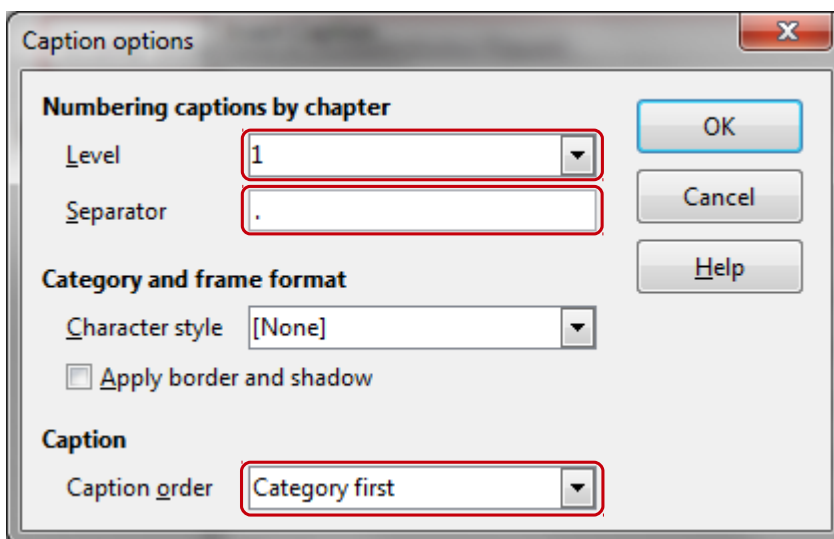 Caption options
Numbering captions by chapter
OK
Level 1
Separator .
Cancel
Help
Category and frame format
Character style [None]
Apply border and shadow
Caption
Caption order Category first